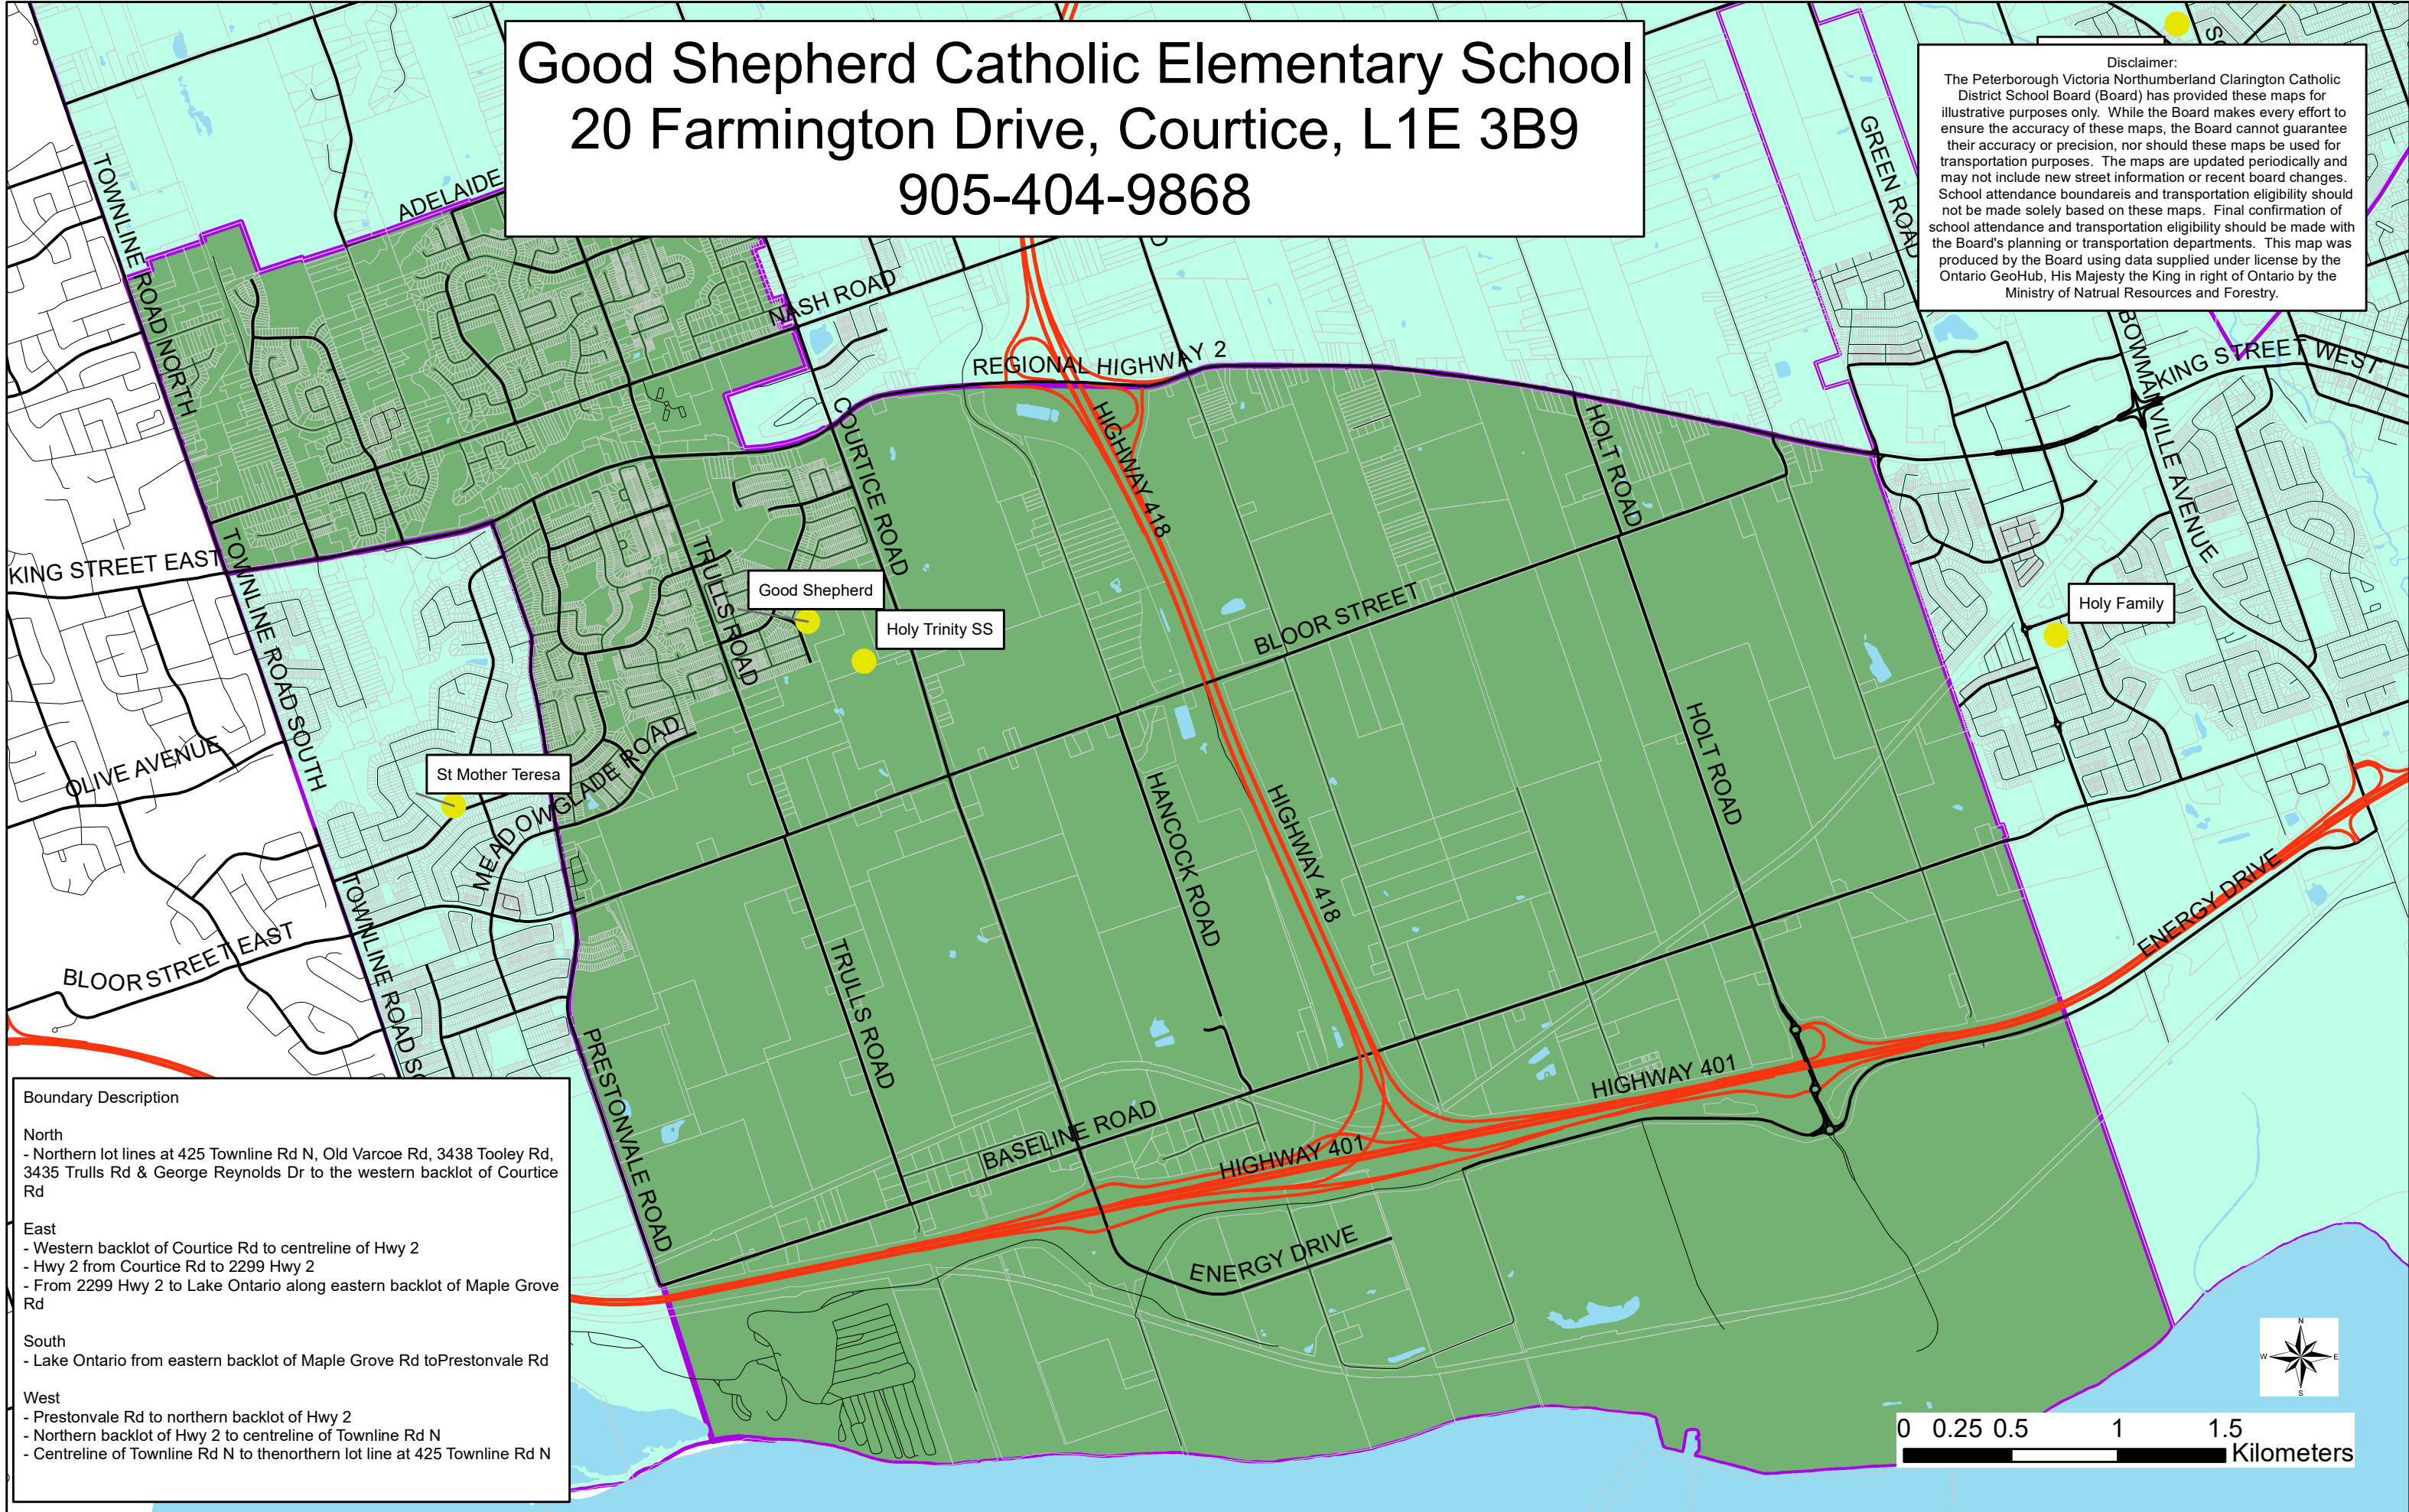 Good Shepherd Catholic Elementary School
20 Farmington Drive, Courtice, L1E 3B9
905-404-9868
Disclaimer:
The Peterborough Victoria Northumberland Clarington Catholic
District School Board (Board) has provided these maps for
illustrative purposes only. While the Board makes every effort to
ensure the accuracy of these maps, the Board cannot guarantee
their accuracy or precision, nor should these maps be used for
transportation purposes. The maps are updated periodically and
may not include new street information or recent board changes.
School attendance boundareis and transportation eligibility should
not be made solely based on these maps. Final confirmation of
school attendance and transportation eligibility should be made with
the Board's planning or transportation departments. This map was
produced by the Board using data supplied under license by the
Ontario GeoHub, His Majesty the King in right of Ontario by the
Ministry of Natrual Resources and Forestry.
TOWNLINE ROAD NORTH
ADELAIDE
NASH ROAD
GREEN ROAD
REGIONAL HIGHWAY 2
BOWMANVILLE AVENUE
KING STREET WEST
COURTICE ROAD
HIGHWAY 418
HOLT ROAD
KING STREET EAST
TOWNLINE ROAD SOUTH
TRULLS ROAD
Good Shepherd
Holy Trinity SS
Holy Family
BLOOR STREET
OLIVE AVENUE
St Mother Teresa
MEADOWGLADE ROAD
HANCOCK ROAD
HIGHWAY 418
HOLT ROAD
ENERGY DRIVE
BLOOR STREET EAST
TOWNLINE ROAD SO
TRULLS ROAD
PRESTONVALE ROAD
BASELINE ROAD
HIGHWAY 401
HIGHWAY 401
ENERGY DRIVE
Boundary Description
North
- Northern lot lines at 425 Townline Rd N, Old Varcoe Rd, 3438 Tooley Rd,
3435 Trulls Rd & George Reynolds Dr to the western backlot of Courtice
Rd
East
- Western backlot of Courtice Rd to centreline of Hwy 2
- Hwy 2 from Courtice Rd to 2299 Hwy 2
- From 2299 Hwy 2 to Lake Ontario along eastern backlot of Maple Grove
Rd
South
- Lake Ontario from eastern backlot of Maple Grove Rd toPrestonvale Rd
West
- Prestonvale Rd to northern backlot of Hwy 2
- Northern backlot of Hwy 2 to centreline of Townline Rd N
- Centreline of Townline Rd N to thenorthern lot line at 425 Townline Rd N
N
W E
S
0 0.25 0.5 1 1.5
Kilometers